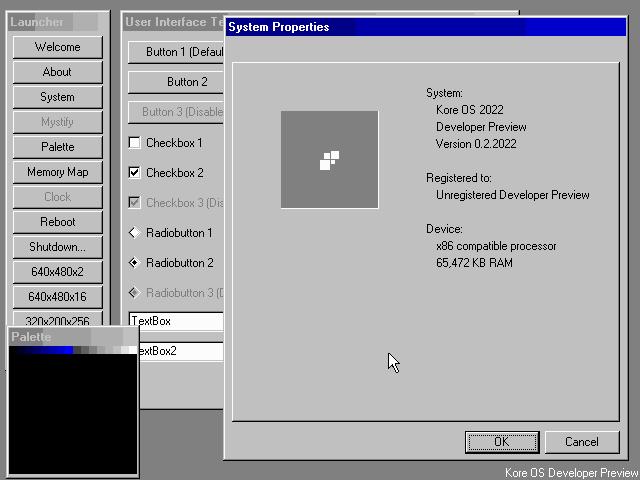 Launcher
Welcome
About
System
Mystify
Palette
Memory Map
Clock
Reboot
Shutdown...
640x480x2
640x480x16
320x200x256
User Interface Te
Button 1 (Defaul
Button 2
Button 3 (Disable
Checkbox 1
Checkbox 2
Checkbox 3 (Dis
Radiobutton 1
Radiobutton 2
Radiobutton 3 (D
TextBox
extBox2
Palette
System Properties
System:
Kore OS 2022
Developer Preview
Version 0.2.2022
Registered to:
Unregistered Developer Preview
Device:
x86 compatible processor
65,472 KB RAM
OK
Cancel
Kore OS Developer Preview